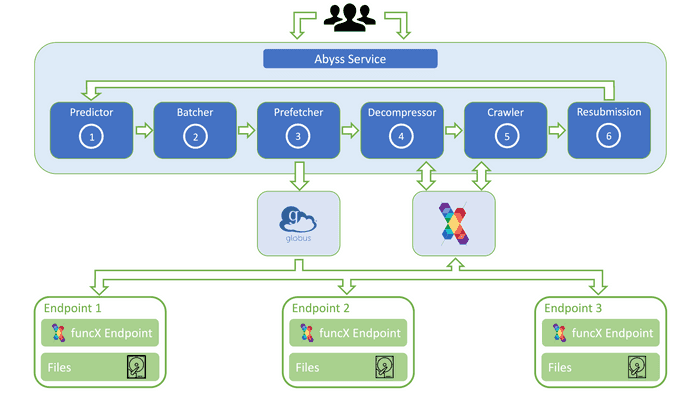 Abyss Service
Predictor
1
Batcher
2
Prefetcher
3
Decompressor
4
Crawler
5
Resubmission
6
g
globus
Endpoint 1
funcX Endpoint
Files
Endpoint 2
funcX Endpoint
Files
Endpoint 3
funcX Endpoint
Files